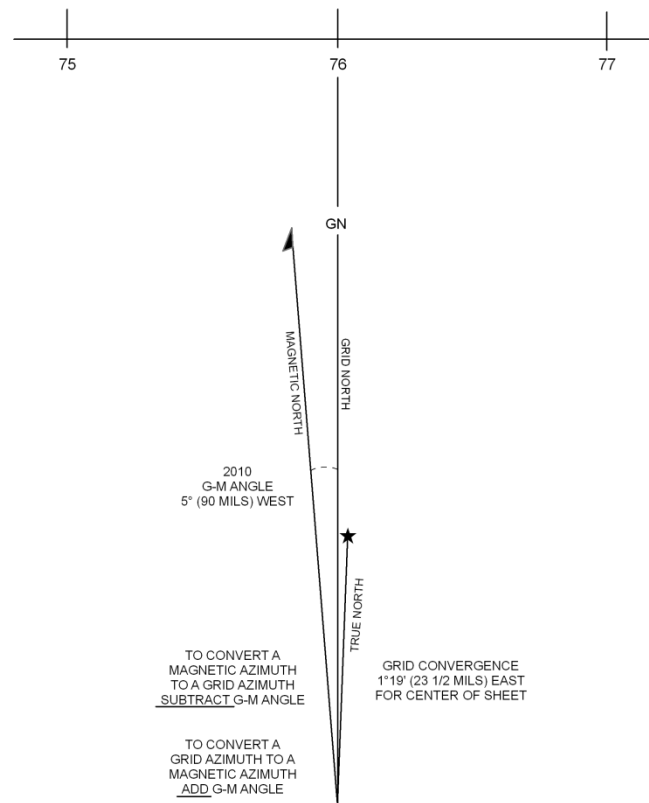 75
76
77
GN
MAGNETIC NORTH
GRID NORTH
2010
G-M ANGLE
5° (90 MILS) WEST
TRUE NORTH
TO CONVERT A
MAGNETIC AZIMUTH
TO A GRID AZIMUTH
SUBTRACT G-M ANGLE
GRID CONVERGENCE
1°19' (23 1/2 MILS) EAST
FOR CENTER OF SHEET
TO CONVERT A
GRID AZIMUTH TO A
MAGNETIC AZIMUTH
ADD G-M ANGLE